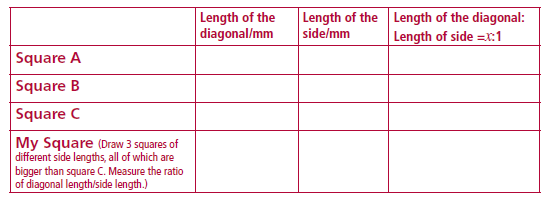 Length of the diagonal/mm
Length of the side/mm
Length of the diagonal:
Length of side =x:1
Square A
Square B
Square C
My Square (Draw 3 squares of
different side lengths, all of which are
bigger than square C. Measure the ratio
of diagonal length/side length.)